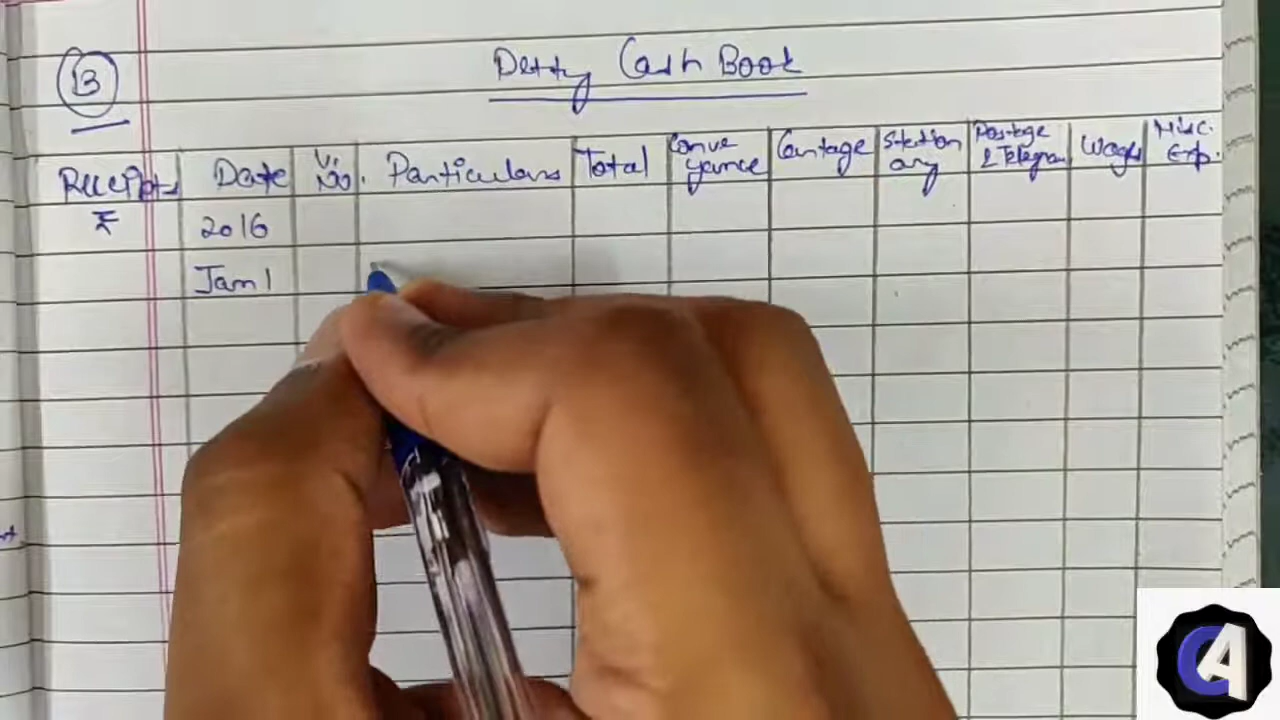 B
Petty Cash Book
Receipts Date V. No. Particulars Total Conveyance Cartage Stationary Postage & Telegram Wages Misc. Exp.
₹ 2016
Jan 1
CA